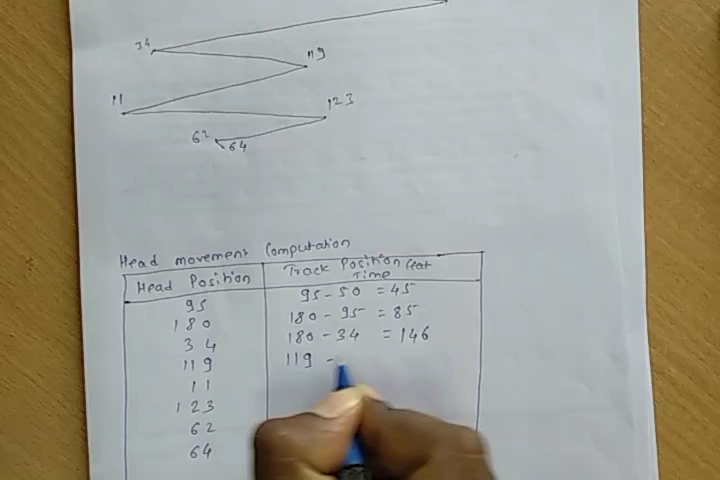 34
119
11
123
62
64
Head movement Computation
Head Position Track Position Seat Time
95 95 - 50 = 45
180 180 - 95 = 85
34 180 - 34 = 146
119 119 -
11
123
62
64